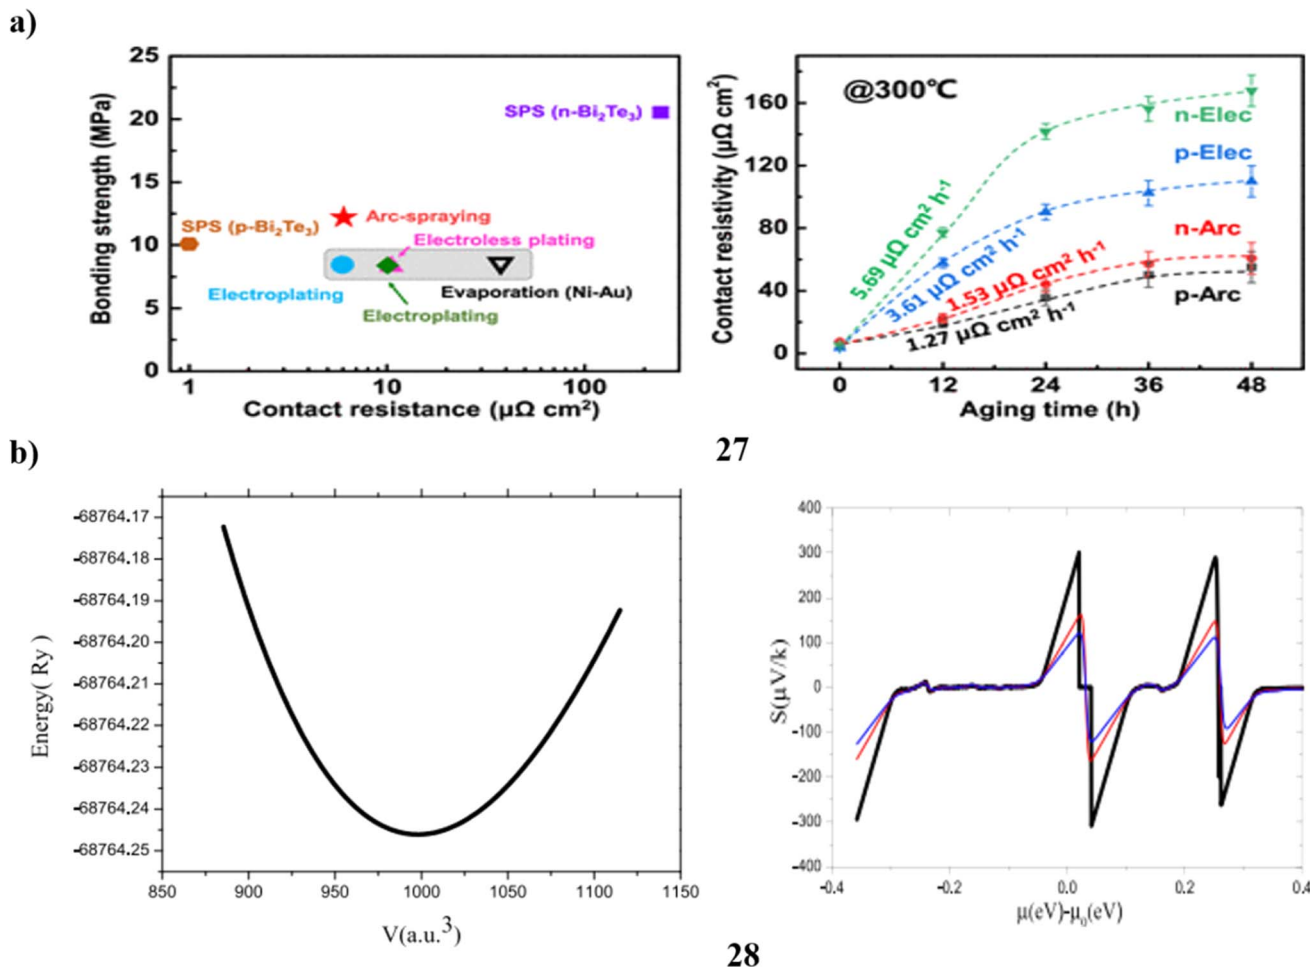 a)
Bonding strength (MPa)
25
20
15
10
5
0
SPS (n-Bi₂Te₃)
SPS (p-Bi₂Te₃)
Arc-spraying
Electroless plating
Electroplating
Evaporation (Ni-Au)
Electroplating
1
10
100
Contact resistance (μΩ cm²)
Contact resistivity (μΩ cm²)
160
120
80
40
0
@300℃
n-Elec
p-Elec
n-Arc
p-Arc
5.69 μΩ cm² h⁻¹
3.61 μΩ cm² h⁻¹
1.53 μΩ cm² h⁻¹
1.27 μΩ cm² h⁻¹
0
12
24
36
48
Aging time (h)
27
b)
Energy( Ry )
-68764.17
-68764.18
-68764.19
-68764.20
-68764.21
-68764.22
-68764.23
-68764.24
-68764.25
850
900
950
1000
1050
1100
1150
V(a.u.³)
S(μV/k)
400
300
200
100
0
-100
-200
-300
-400
-0.4
-0.2
0.0
0.2
0.4
μ(eV)-μ₀(eV)
28